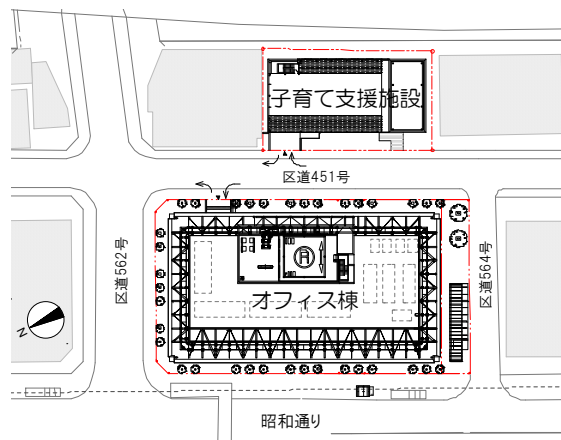 子育て支援施設
区道451号
区道562号
区道564号
オフィス棟
N
昭和通り